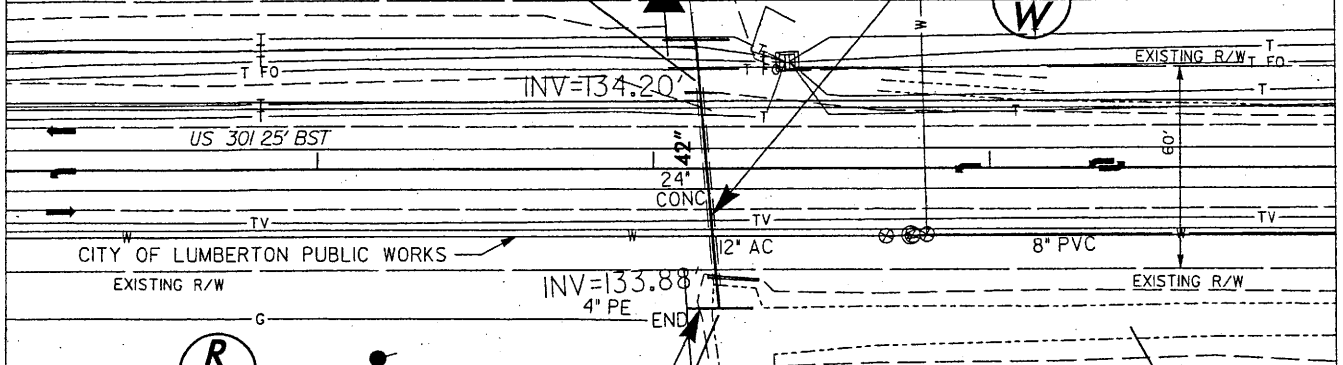 W
W
T
T
T
T FO
T
T FO
EXISTING R/W
T
T FO
INV=134.20'
T
T
T
T
US 301 25' BST
42"
60'
24"
CONC
TV
TV
TV
W
W
W
CITY OF LUMBERTON PUBLIC WORKS
12" AC
8" PVC
EXISTING R/W
INV=133.88'
EXISTING R/W
4" PE
G
END
R